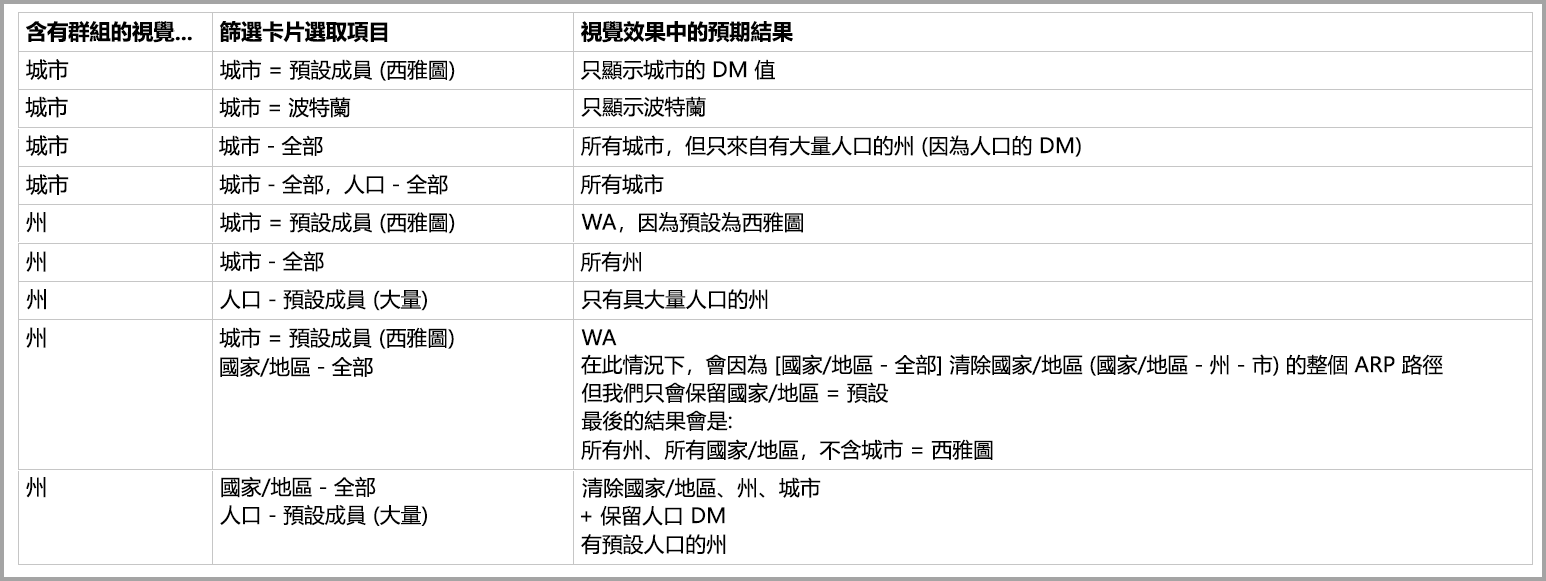 含有群組的視覺... 篩選卡片選取項目 視覺效果中的預期結果
城市 城市 = 預設成員 (西雅圖) 只顯示城市的 DM 值
城市 城市 = 波特蘭 只顯示波特蘭
城市 城市 - 全部 所有城市，但只來自有大量人口的州 (因為人口的 DM)
城市 城市 - 全部，人口 - 全部 所有城市
州 城市 = 預設成員 (西雅圖) WA，因為預設為西雅圖
州 城市 - 全部 所有州
州 人口 - 預設成員 (大量) 只有具大量人口的州
州 城市 = 預設成員 (西雅圖) WA
國家/地區 - 全部 在此情況下，會因為 [國家/地區 - 全部] 清除國家/地區 (國家/地區 - 州 - 市) 的整個 ARP 路徑
但我們只會保留國家/地區 = 預設
最後的結果會是:
所有州、所有國家/地區，不含城市 = 西雅圖
州 國家/地區 - 全部 清除國家/地區、州、城市
人口 - 預設成員 (大量) + 保留人口 DM
有預設人口的州